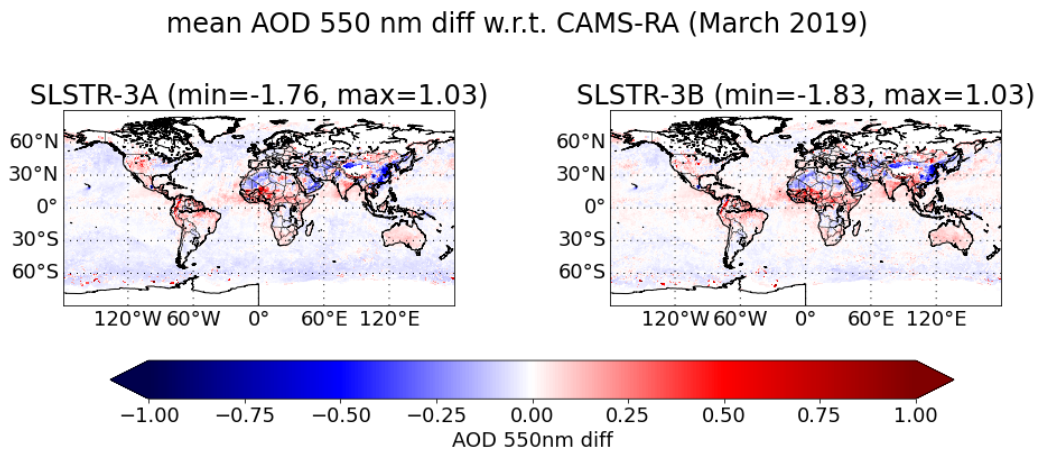 mean AOD 550 nm diff w.r.t. CAMS-RA (March 2019)
SLSTR-3A (min=-1.76, max=1.03)
60°N
30°N
0°
30°S
60°S
120°W 60°W 0° 60°E 120°E
SLSTR-3B (min=-1.83, max=1.03)
60°N
30°N
0°
30°S
60°S
120°W 60°W 0° 60°E 120°E
−1.00 −0.75 −0.50 −0.25 0.00 0.25 0.50 0.75 1.00
AOD 550nm diff